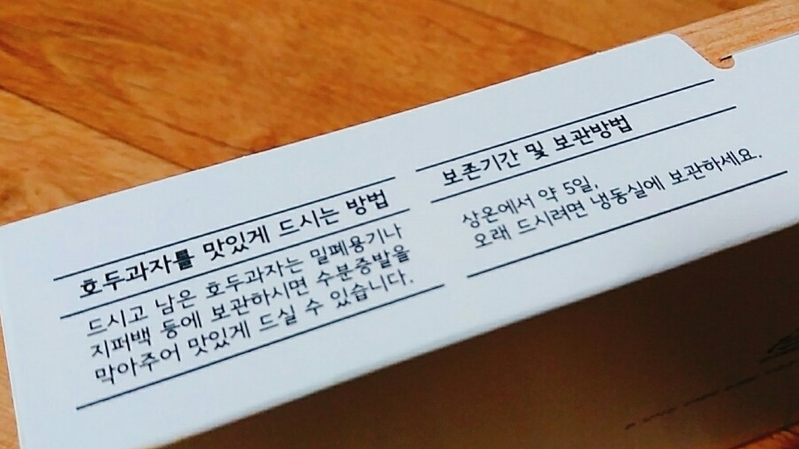 호두과자를 맛있게 드시는 방법
드시고 남은 호두과자는 밀폐용기나
지퍼백 등에 보관하시면 수분증발을
막아주어 맛있게 드실 수 있습니다.
보존기간 및 보관방법
상온에서 약 5일,
오래 드시려면 냉동실에 보관하세요.